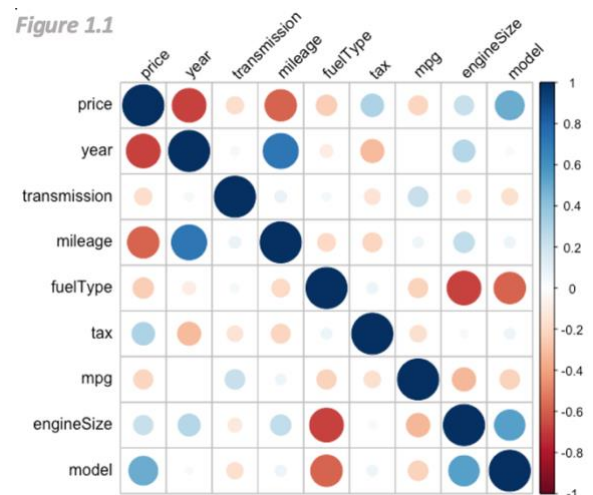 Figure 1.1
price year transmission mileage fuelType tax mpg engineSize model
price
year
transmission
mileage
fuelType
tax
mpg
engineSize
model
1
0.8
0.6
0.4
0.2
0
-0.2
-0.4
-0.6
-0.8
-1